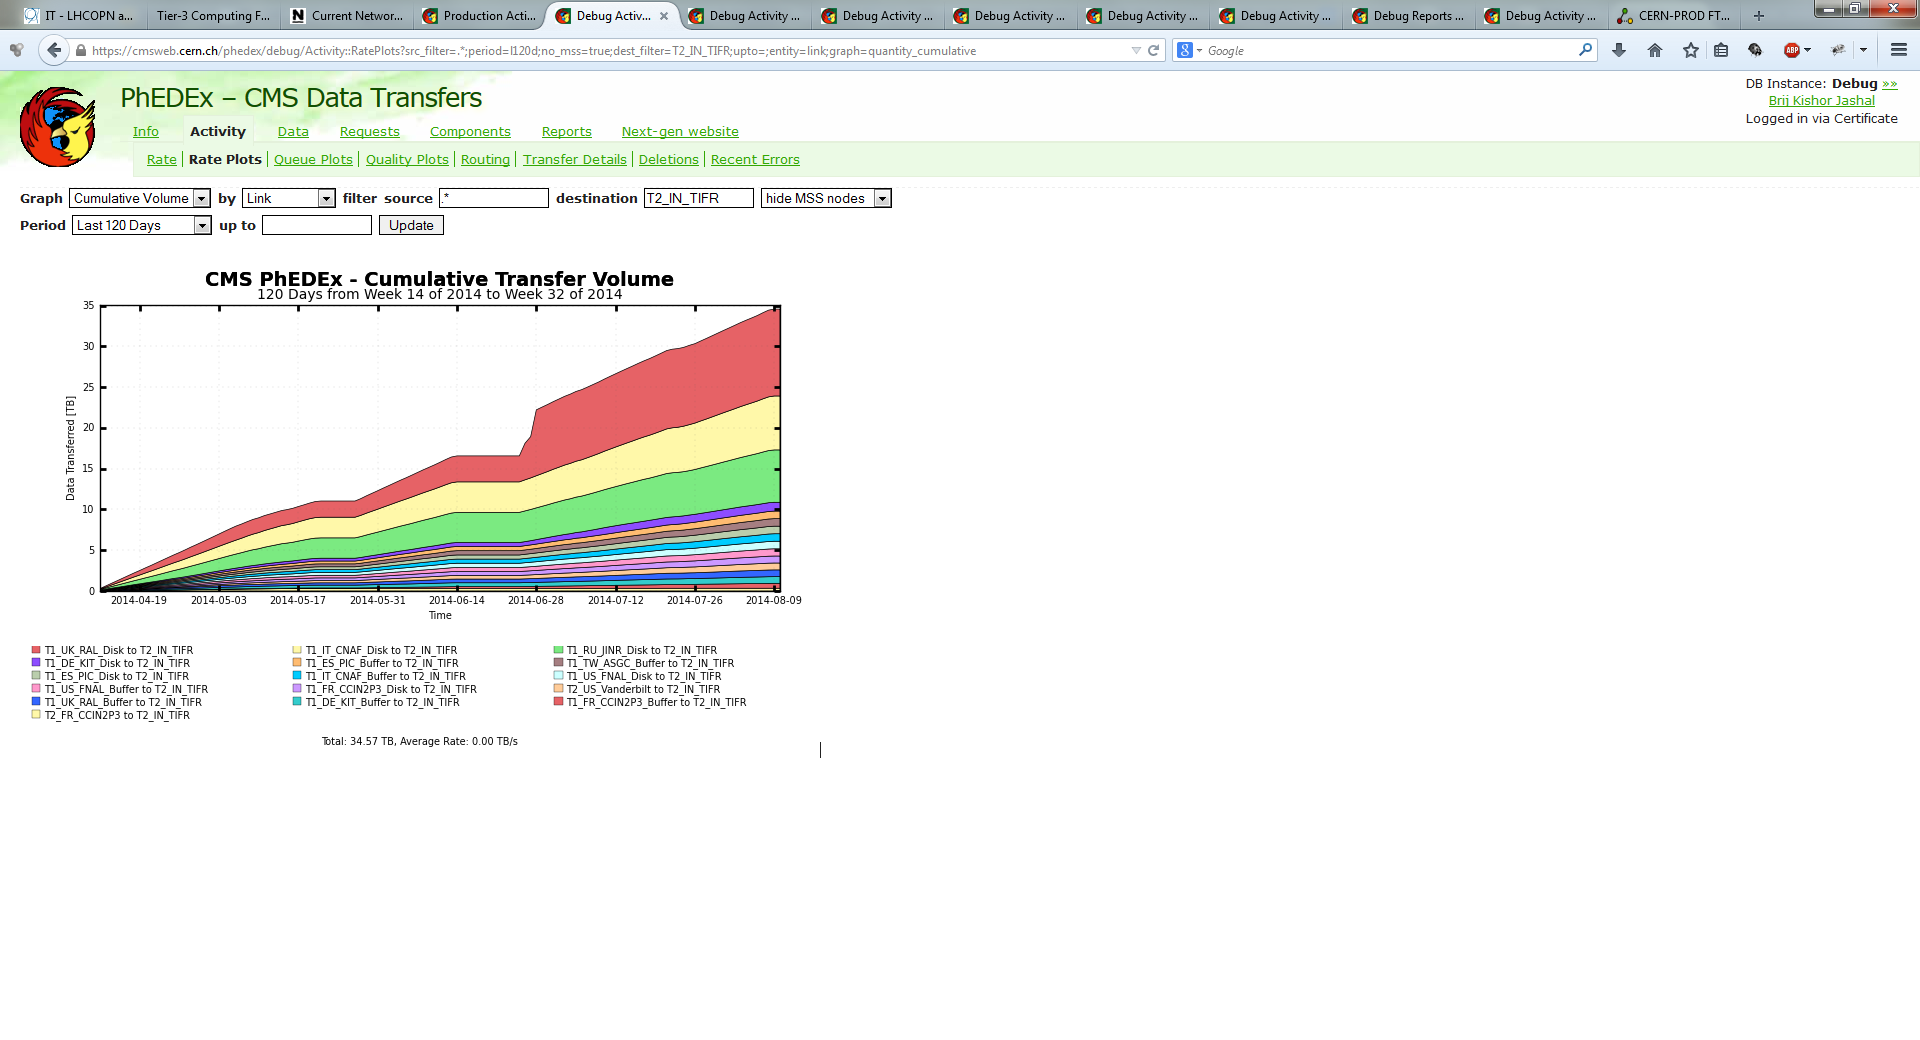 IT - LHCOPN a... Tier-3 Computing F... Current Networ... Production Acti... Debug Activ... Debug Activity ... Debug Activity ... Debug Activity ... Debug Activity ... Debug Activity ... Debug Reports ... Debug Activity ... CERN-PROD FT...
https://cmsweb.cern.ch/phedex/debug/Activity::RatePlots?src_filter=.*;period=l120d;no_mss=true;dest_filter=T2_IN_TIFR;upto=;entity=link;graph=quantity_cumulative Google ABP
PhEDEx – CMS Data Transfers
DB Instance: Debug »»
Brij Kishor Jashal
Logged in via Certificate
Info Activity Data Requests Components Reports Next-gen website
Rate Rate Plots Queue Plots Quality Plots Routing Transfer Details Deletions Recent Errors
Graph Cumulative Volume by Link filter source .* destination T2_IN_TIFR hide MSS nodes
Period Last 120 Days up to Update
CMS PhEDEx - Cumulative Transfer Volume
120 Days from Week 14 of 2014 to Week 32 of 2014
35
30
25
20
15
10
5
0
Data Transferred [TB]
2014-04-19 2014-05-03 2014-05-17 2014-05-31 2014-06-14 2014-06-28 2014-07-12 2014-07-26 2014-08-09
Time
T1_UK_RAL_Disk to T2_IN_TIFR T1_IT_CNAF_Disk to T2_IN_TIFR T1_RU_JINR_Disk to T2_IN_TIFR
T1_DE_KIT_Disk to T2_IN_TIFR T1_ES_PIC_Buffer to T2_IN_TIFR T1_TW_ASGC_Buffer to T2_IN_TIFR
T1_ES_PIC_Disk to T2_IN_TIFR T1_IT_CNAF_Buffer to T2_IN_TIFR T1_US_FNAL_Disk to T2_IN_TIFR
T1_US_FNAL_Buffer to T2_IN_TIFR T1_FR_CCIN2P3_Disk to T2_IN_TIFR T2_US_Vanderbilt to T2_IN_TIFR
T1_UK_RAL_Buffer to T2_IN_TIFR T1_DE_KIT_Buffer to T2_IN_TIFR T1_FR_CCIN2P3_Buffer to T2_IN_TIFR
T2_FR_CCIN2P3 to T2_IN_TIFR
Total: 34.57 TB, Average Rate: 0.00 TB/s